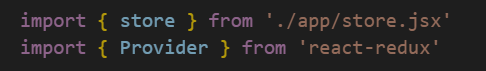 import { store } from './app/store.jsx'
import { Provider } from 'react-redux'